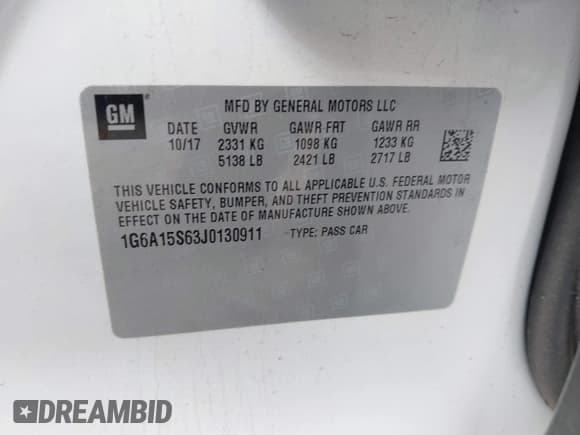 GM
MFD BY GENERAL MOTORS LLC
DATE GVWR GAWR FRT GAWR RR
10/17 2331 KG 1098 KG 1233 KG
5138 LB 2421 LB 2717 LB
THIS VEHICLE CONFORMS TO ALL APPLICABLE U.S. FEDERAL MOTOR
VEHICLE SAFETY, BUMPER, AND THEFT PREVENTION STANDARDS IN
EFFECT ON THE DATE OF MANUFACTURE SHOWN ABOVE.
1G6A15S63J0130911 TYPE: PASS CAR
DREAMBID
DREAMBID.COM